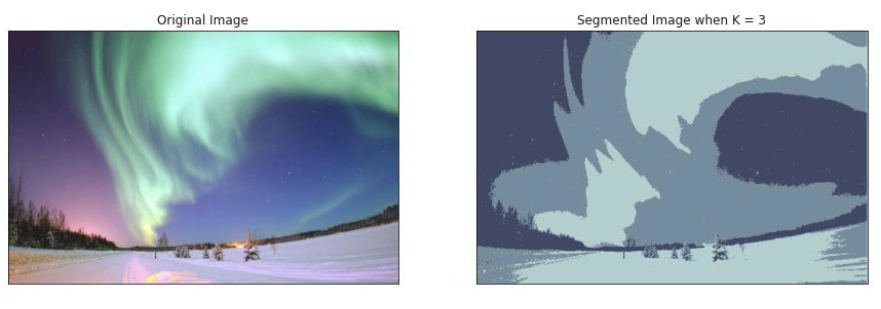 Original Image
Segmented Image when K = 3